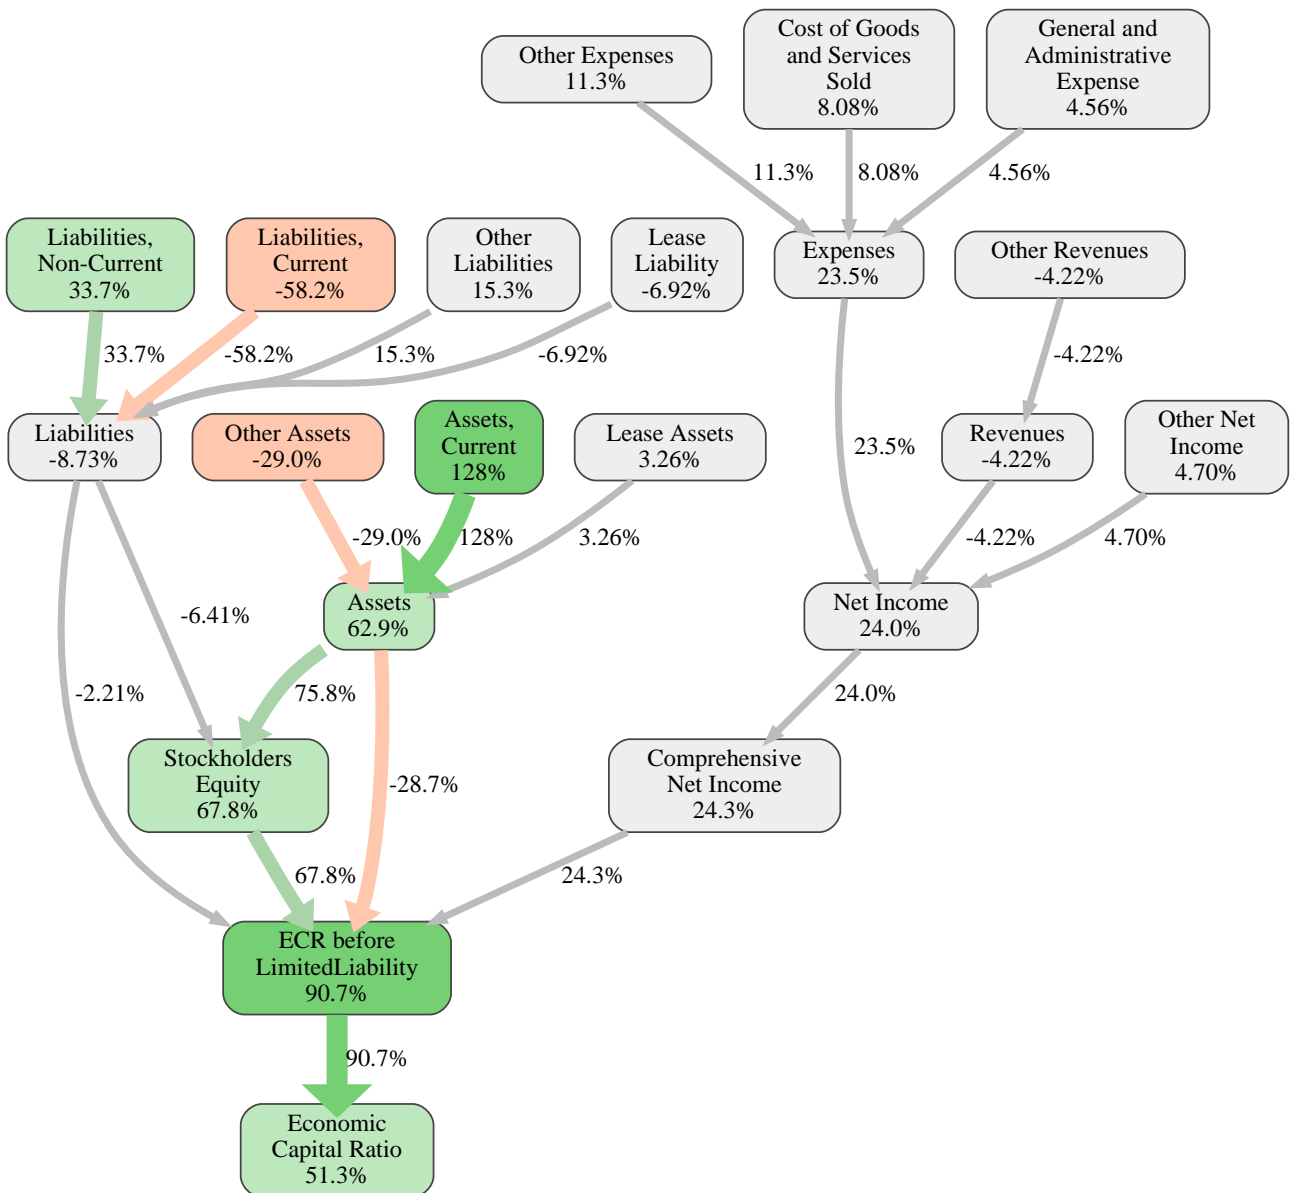 Other Expenses
11.3%
Cost of Goods
and Services
Sold
8.08%
General and
Administrative
Expense
4.56%
11.3%
8.08%
4.56%
Liabilities,
Non-Current
33.7%
Liabilities,
Current
-58.2%
Other
Liabilities
15.3%
Lease
Liability
-6.92%
Expenses
23.5%
Other Revenues
-4.22%
33.7%
-58.2%
15.3%
-6.92%
-4.22%
Liabilities
-8.73%
Other Assets
-29.0%
Assets,
Current
128%
Lease Assets
3.26%
23.5%
Revenues
-4.22%
Other Net
Income
4.70%
-29.0%
128%
3.26%
-4.22%
4.70%
-6.41%
Assets
62.9%
Net Income
24.0%
-2.21%
75.8%
24.0%
Stockholders
Equity
67.8%
-28.7%
Comprehensive
Net Income
24.3%
67.8%
24.3%
ECR before
LimitedLiability
90.7%
90.7%
Economic
Capital Ratio
51.3%